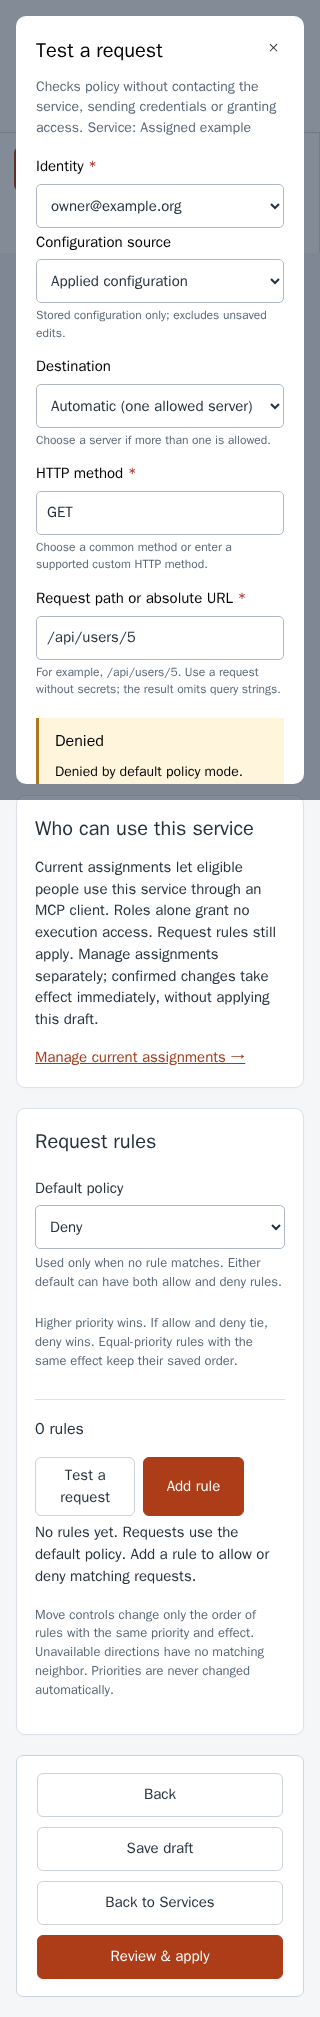 Test a request
×
Checks policy without contacting the
service, sending credentials or granting
access. Service: Assigned example
Identity *
owner@example.org
Configuration source
Applied configuration
Stored configuration only; excludes unsaved
edits.
Destination
Automatic (one allowed server)
Choose a server if more than one is allowed.
HTTP method *
GET
Choose a common method or enter a
supported custom HTTP method.
Request path or absolute URL *
/api/users/5
For example, /api/users/5. Use a request
without secrets; the result omits query strings.
Denied
Denied by default policy mode.
Who can use this service
Current assignments let eligible
people use this service through an
MCP client. Roles alone grant no
execution access. Request rules still
apply. Manage assignments
separately; confirmed changes take
effect immediately, without applying
this draft.
Manage current assignments →
Request rules
Default policy
Deny
Used only when no rule matches. Either
default can have both allow and deny rules.
Higher priority wins. If allow and deny tie,
deny wins. Equal-priority rules with the
same effect keep their saved order.
0 rules
Test a
request
Add rule
No rules yet. Requests use the
default policy. Add a rule to allow or
deny matching requests.
Move controls change only the order of
rules with the same priority and effect.
Unavailable directions have no matching
neighbor. Priorities are never changed
automatically.
Back
Save draft
Back to Services
Review & apply